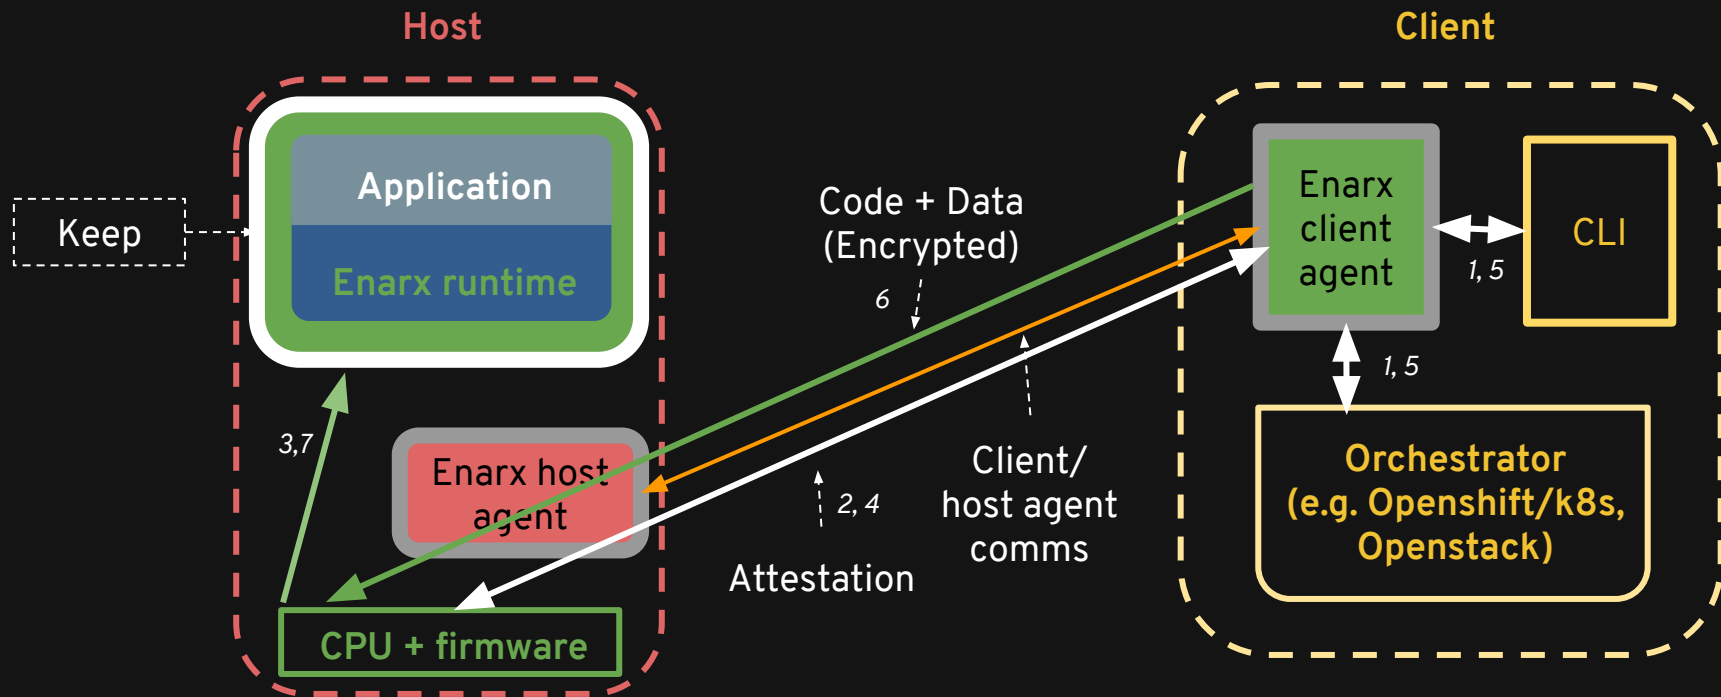 Host
Client
Application
Enarx runtime
Keep
Code + Data
(Encrypted)
6
Enarx
client
agent
CLI
1, 5
1, 5
3,7
Enarx host
agent
2, 4
Attestation
Client/
host agent
comms
Orchestrator
(e.g. Openshift/k8s,
Openstack)
CPU + firmware